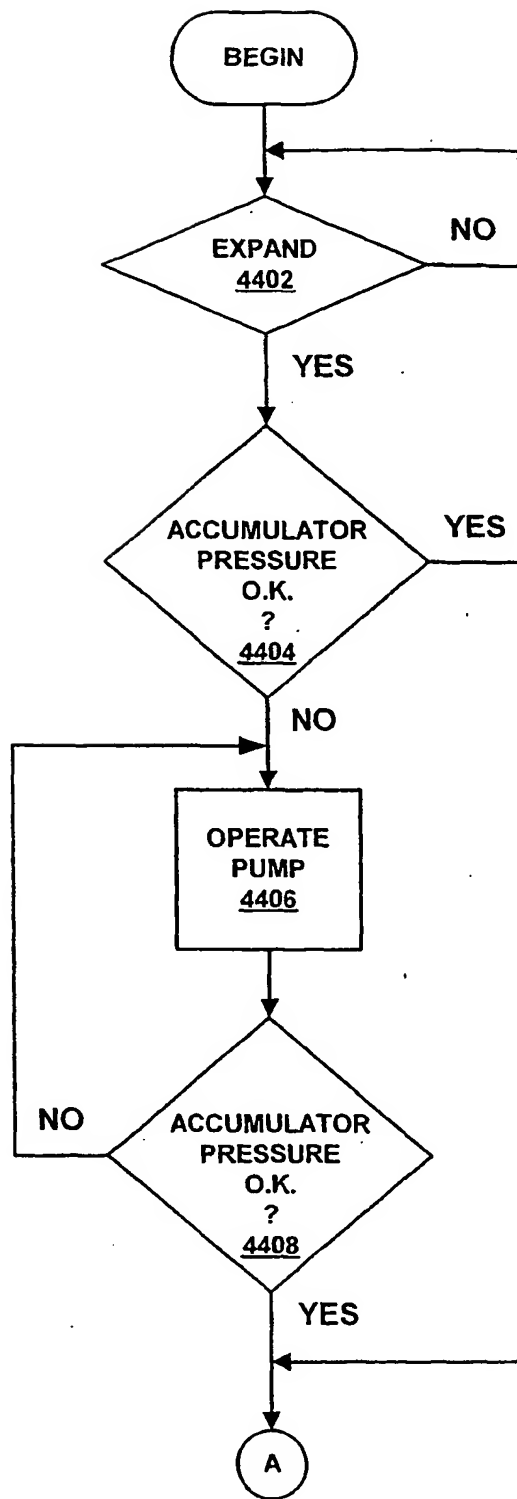 BEGIN
EXPAND
4402
NO
YES
ACCUMULATOR
PRESSURE
O.K.
?
4404
YES
NO
OPERATE
PUMP
4406
ACCUMULATOR
PRESSURE
O.K.
?
4408
NO
YES
A